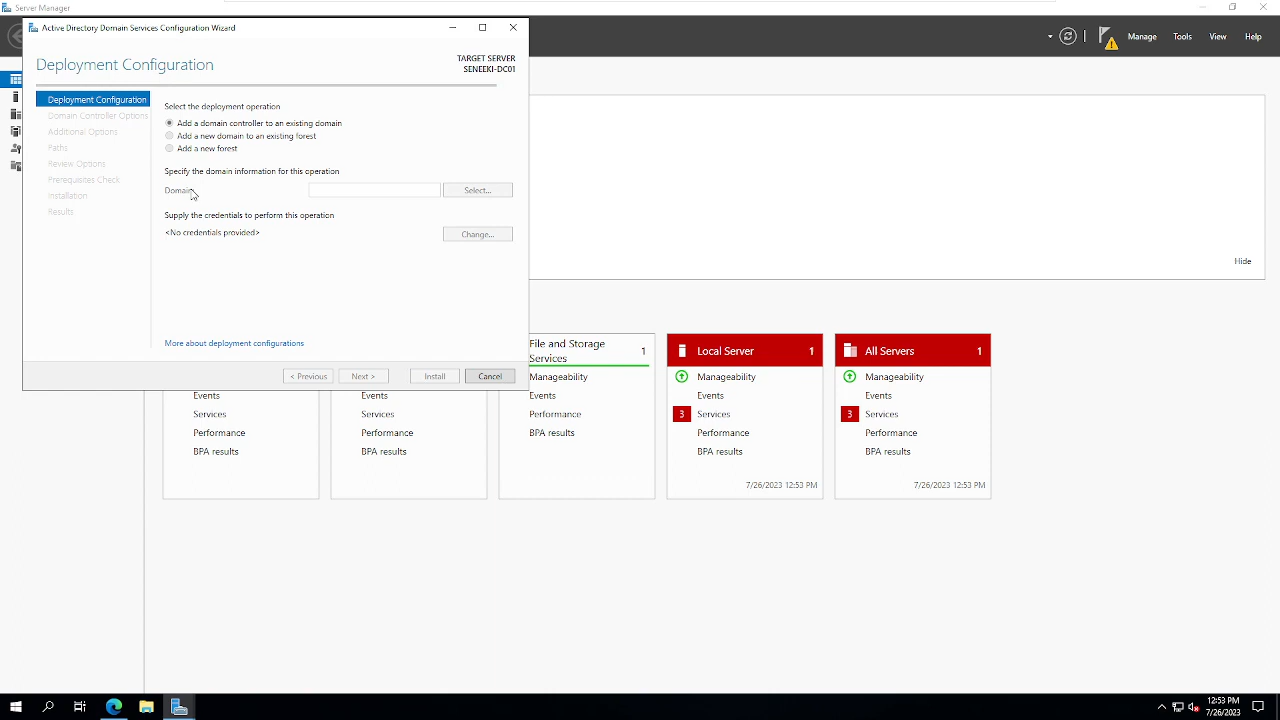 Server Manager
Active Directory Domain Services Configuration Wizard
Manage
Tools
View
Help
Deployment Configuration
TARGET SERVER
SENEEKI-DC01
Deployment Configuration
Domain Controller Options
Additional Options
Paths
Review Options
Prerequisites Check
Installation
Results
Select the deployment operation
Add a domain controller to an existing domain
Add a new domain to an existing forest
Add a new forest
Specify the domain information for this operation
Domain:
Select...
Supply the credentials to perform this operation
<No credentials provided>
Change...
More about deployment configurations
< Previous
Next >
Install
Cancel
Hide
Events
Services
Performance
BPA results
Events
Services
Performance
BPA results
File and Storage
Services
1
Manageability
Events
Performance
BPA results
Local Server 1
Manageability
Events
3 Services
Performance
BPA results
7/26/2023 12:53 PM
All Servers 1
Manageability
Events
3 Services
Performance
BPA results
7/26/2023 12:53 PM
12:53 PM
7/26/2023